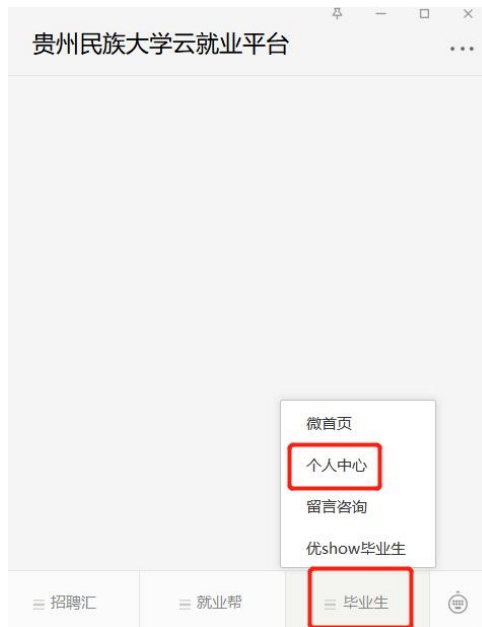 贵州民族大学云就业平台
微首页
个人中心
留言咨询
优show毕业生
招聘汇
就业帮
毕业生